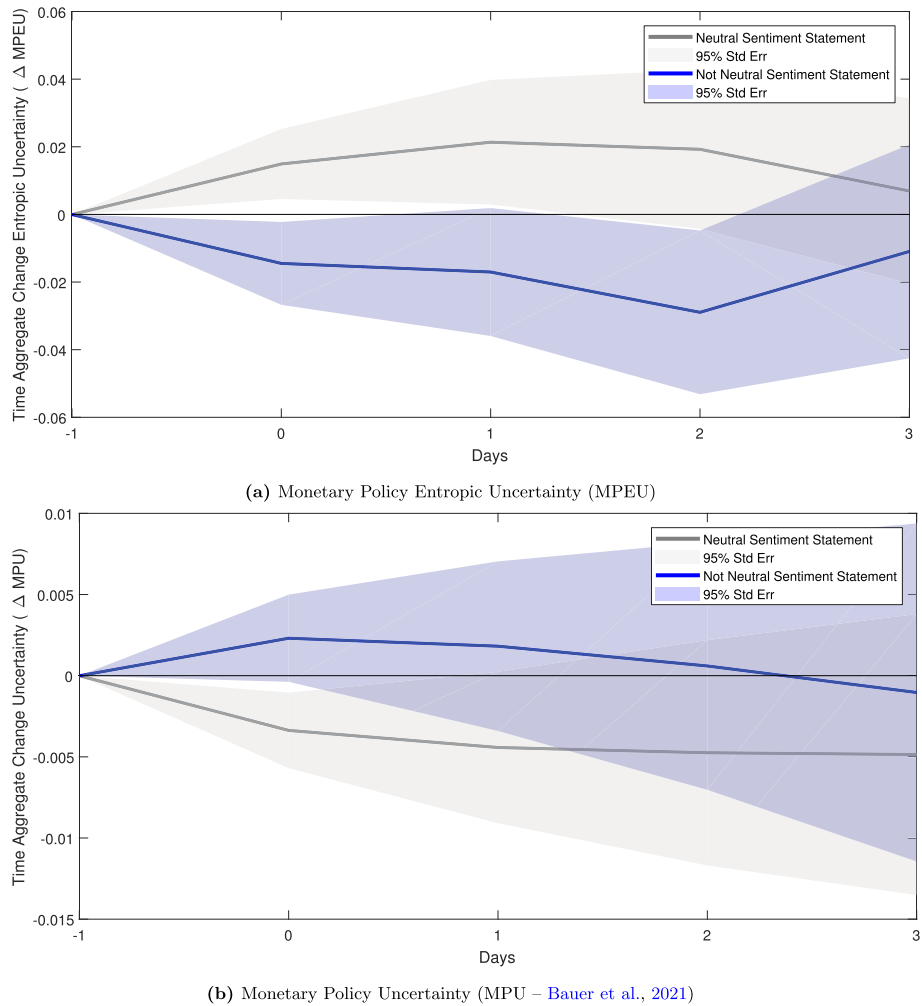 0.06
0.04
0.02
0
-0.02
-0.04
-0.06
Time Aggregate Change Entropic Uncertainty ( Δ MPEU)
Neutral Sentiment Statement
95% Std Err
Not Neutral Sentiment Statement
95% Std Err
-1 0 1 2 3
Days
(a) Monetary Policy Entropic Uncertainty (MPEU)
0.01
0.005
0
-0.005
-0.01
-0.015
Time Aggregate Change Uncertainty ( Δ MPU)
Neutral Sentiment Statement
95% Std Err
Not Neutral Sentiment Statement
95% Std Err
-1 0 1 2 3
Days
(b) Monetary Policy Uncertainty (MPU – Bauer et al., 2021)